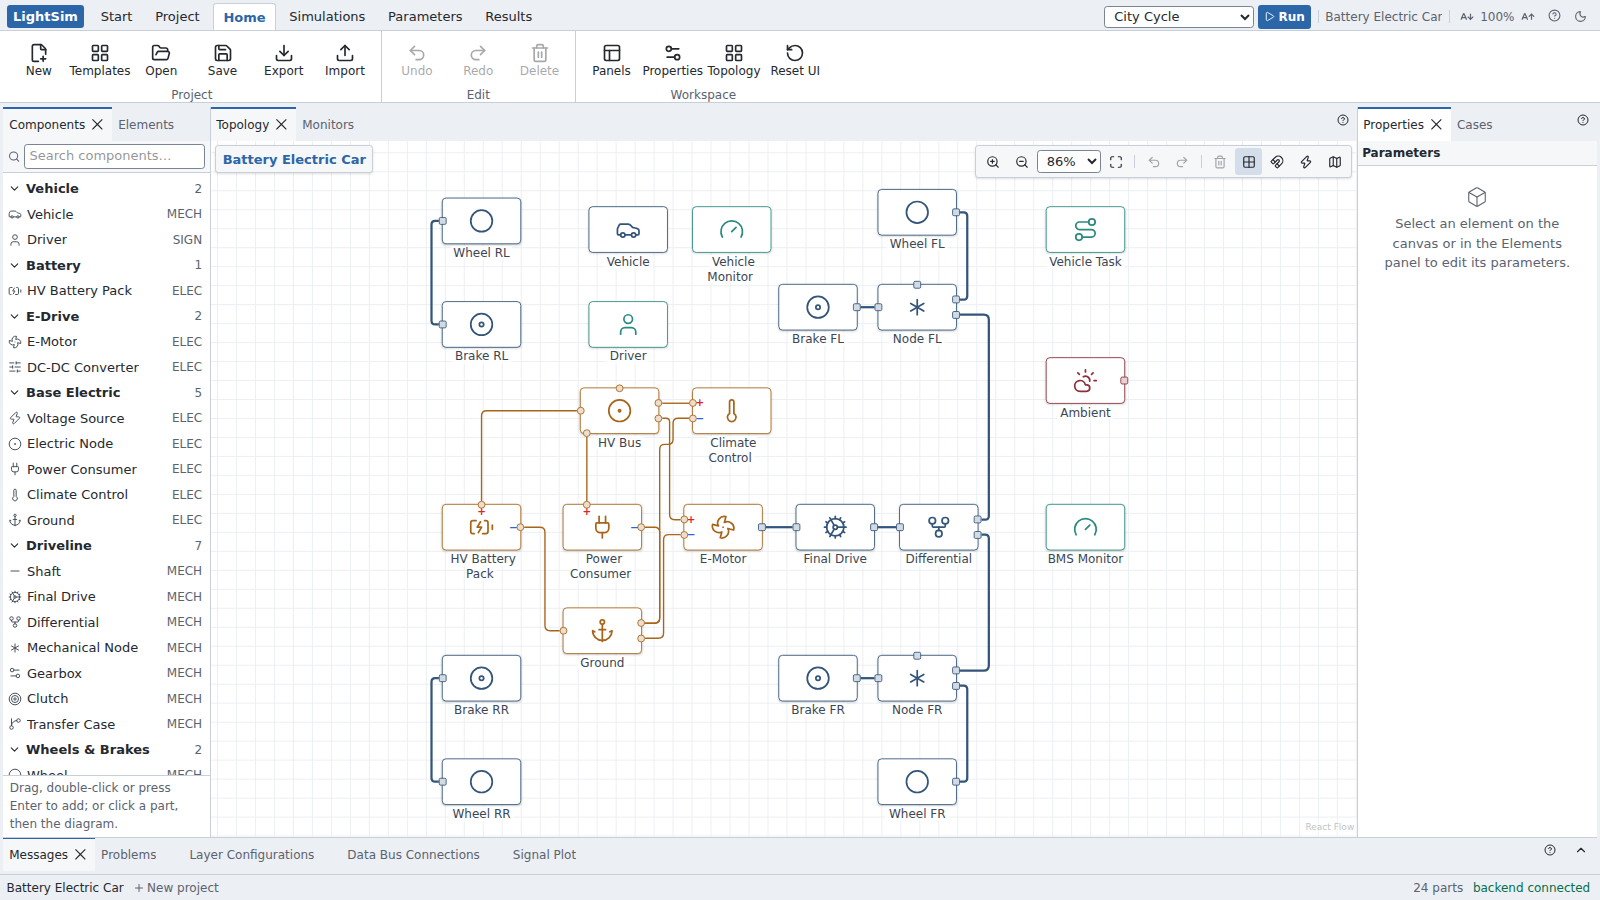 LightSim Start Project Home Simulations Parameters Results City Cycle Run Battery Electric Car 100%
New Templates Open Save Export Import Undo Redo Delete Panels Properties Topology Reset UI
Project Edit Workspace
Components Elements
Search components...
Vehicle 2
Vehicle MECH
Driver SIGN
Battery 1
HV Battery Pack ELEC
E-Drive 2
E-Motor ELEC
DC-DC Converter ELEC
Base Electric 5
Voltage Source ELEC
Electric Node ELEC
Power Consumer ELEC
Climate Control ELEC
Ground ELEC
Driveline 7
Shaft MECH
Final Drive MECH
Differential MECH
Mechanical Node MECH
Gearbox MECH
Clutch MECH
Transfer Case MECH
Wheels & Brakes 2
Wheel MECH
Drag, double-click or press
Enter to add; or click a part,
then the diagram.
Topology Monitors
Battery Electric Car
86%
Wheel RL
Vehicle
Vehicle
Monitor
Wheel FL
Vehicle Task
Brake RL
Driver
Brake FL
Node FL
Ambient
HV Bus
Climate
Control
HV Battery
Pack
Power
Consumer
E-Motor
Final Drive
Differential
BMS Monitor
Ground
Brake RR
Brake FR
Node FR
Wheel RR
Wheel FR
React Flow
Properties Cases
Parameters
Select an element on the
canvas or in the Elements
panel to edit its parameters.
Messages Problems Layer Configurations Data Bus Connections Signal Plot
Battery Electric Car + New project 24 parts backend connected